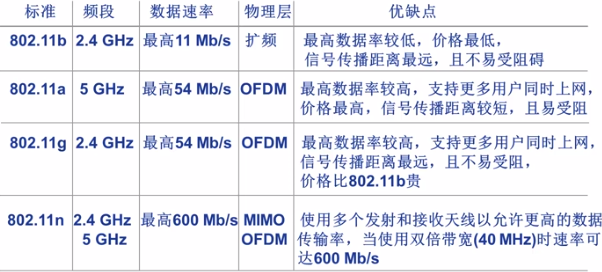 标准 频段 数据速率 物理层 优缺点
802.11b 2.4 GHz 最高11 Mb/s 扩频 最高数据率较低，价格最低，
信号传播距离最远，且不易受阻碍
802.11a 5 GHz 最高54 Mb/s OFDM 最高数据率较高，支持更多用户同时上网，
价格最高，信号传播距离较短，且易受阻
802.11g 2.4 GHz 最高54 Mb/s OFDM 最高数据率较高，支持更多用户同时上网，
信号传播距离最远，且不易受阻，
价格比802.11b贵
802.11n 2.4 GHz 最高600 Mb/s MIMO 使用多个发射和接收天线以允许更高的数据
5 GHz OFDM 传输率，当使用双倍带宽(40 MHz)时速率可
达600 Mb/s